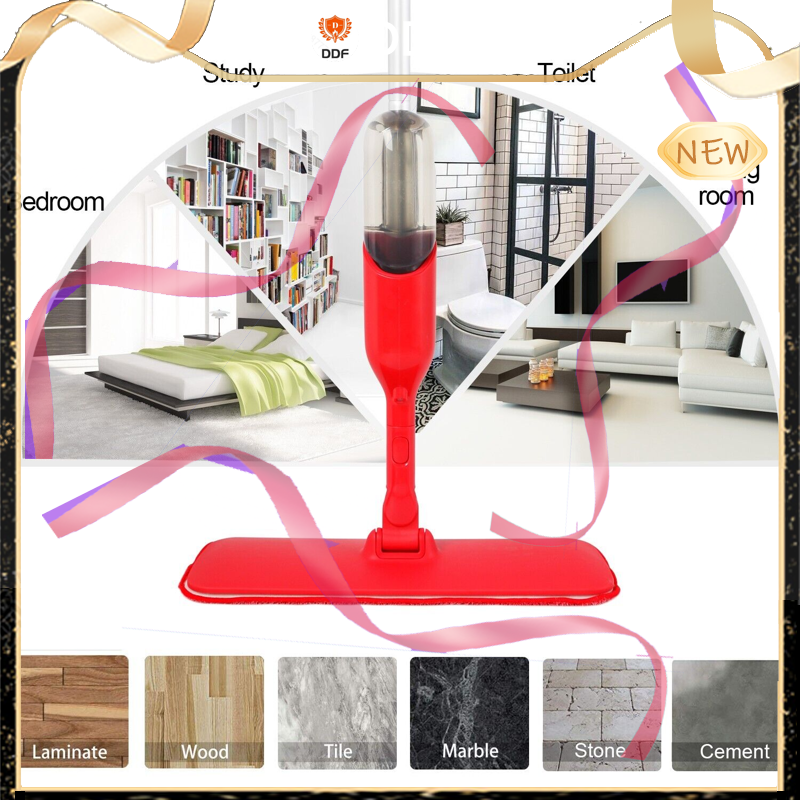 DDF
Study
Toilet
NEW
edroom
room
Laminate
Wood
Tile
Marble
Stone
Cement